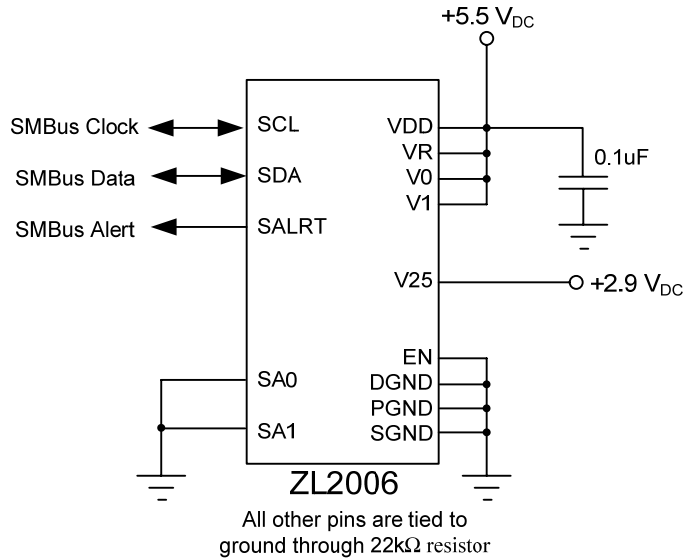 +5.5 VDC
SMBus Clock
SCL
VDD
VR
0.1uF
SMBus Data
SDA
V0
V1
SMBus Alert
SALRT
V25
+2.9 VDC
EN
SA0
DGND
PGND
SA1
SGND
ZL2006
All other pins are tied to
ground through 22kΩ resistor